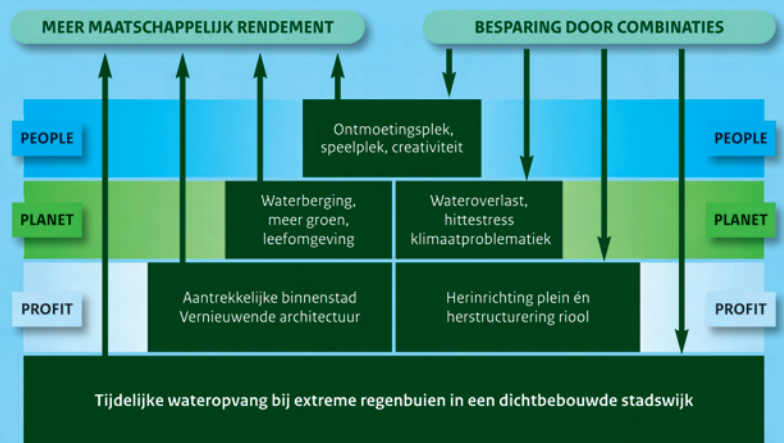 MEER MAATSCHAPPELIJK RENDEMENT
BESPARING DOOR COMBINATIES
PEOPLE
Ontmoetingsplek,
speelplek, creativiteit
PEOPLE
PLANET
Waterberging,
meer groen,
leefomgeving
Wateroverlast,
hittestress
klimaatproblematiek
PLANET
PROFIT
Aantrekkelijke binnenstad
Vernieuwende architectuur
Herinrichting plein én
herstructurering riool
PROFIT
Tijdelijke wateropvang bij extreme regenbuien in een dichtbebouwde stadswijk